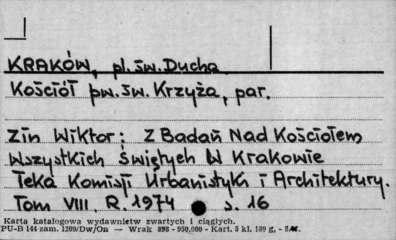 KRAKÓW, pl. św. Ducha
Kościół pw. św. Krzyża, par.
Zin Wiktor: Z Badań Nad Kościołem
Wszystkich Świętych W Krakowie
Teka Komisji Urbanistyki i Architektury.
Tom VIII, R. 1974 s. 16
Karta katalogowa wydawnictw zwartych i ciągłych.
PU-B 144 zam. 1209/Dw/On — Wrak 898 - 950,000 - Kart. 5 kl. 180 g,